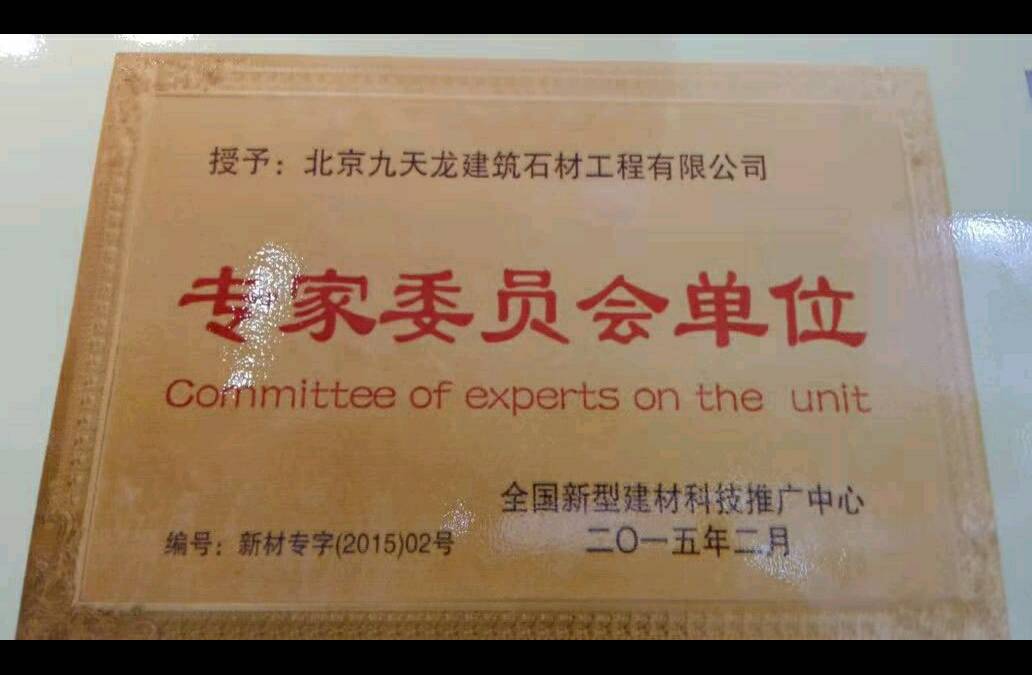 授予：北京九天龙建筑石材工程有限公司
专家委员会单位
Committee of experts on the unit
全国新型建材科技推广中心
编号：新材专字(2015)02号
二〇一五年二月